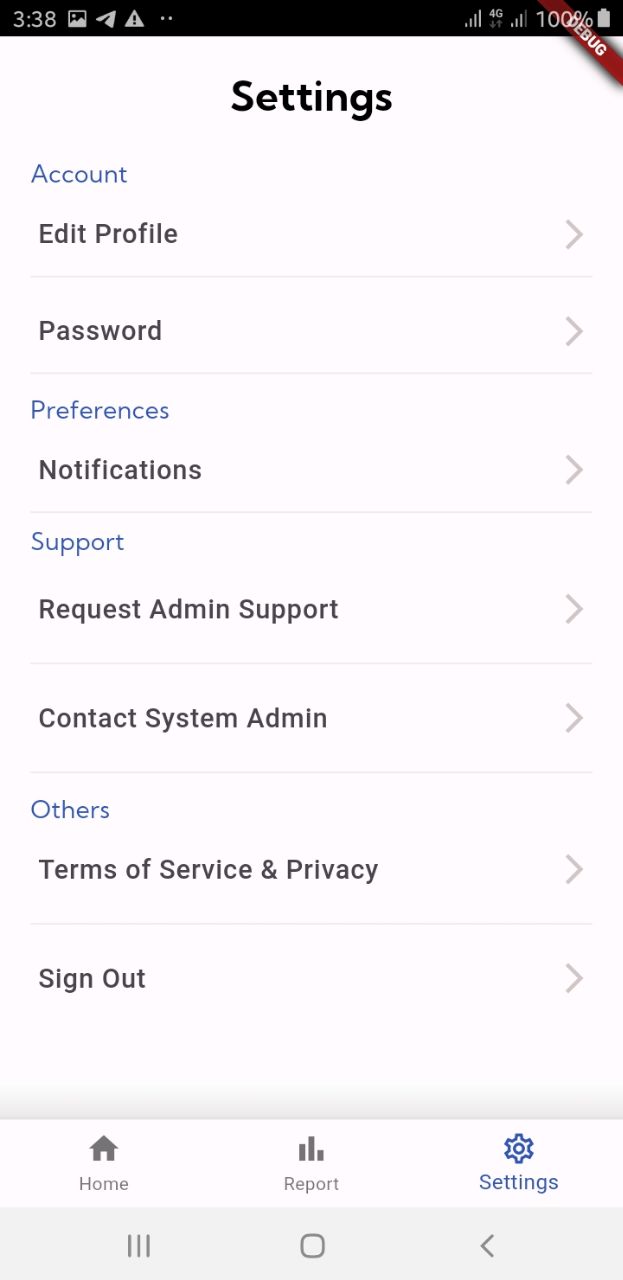 3:38 4G 100%
DEBUG
Settings
Account
Edit Profile
Password
Preferences
Notifications
Support
Request Admin Support
Contact System Admin
Others
Terms of Service & Privacy
Sign Out
Home Report Settings